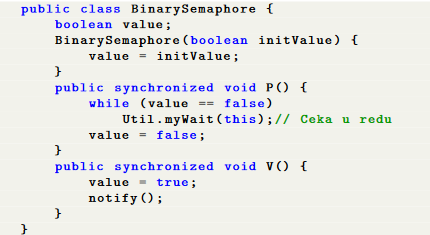 public class BinarySemaphore {
    boolean value;
    BinarySemaphore(boolean initValue) {
        value = initValue;
    }
    public synchronized void P() {
        while (value == false)
            Util.myWait(this);// Ceka u redu
        value = false;
    }
    public synchronized void V() {
        value = true;
        notify();
    }
}